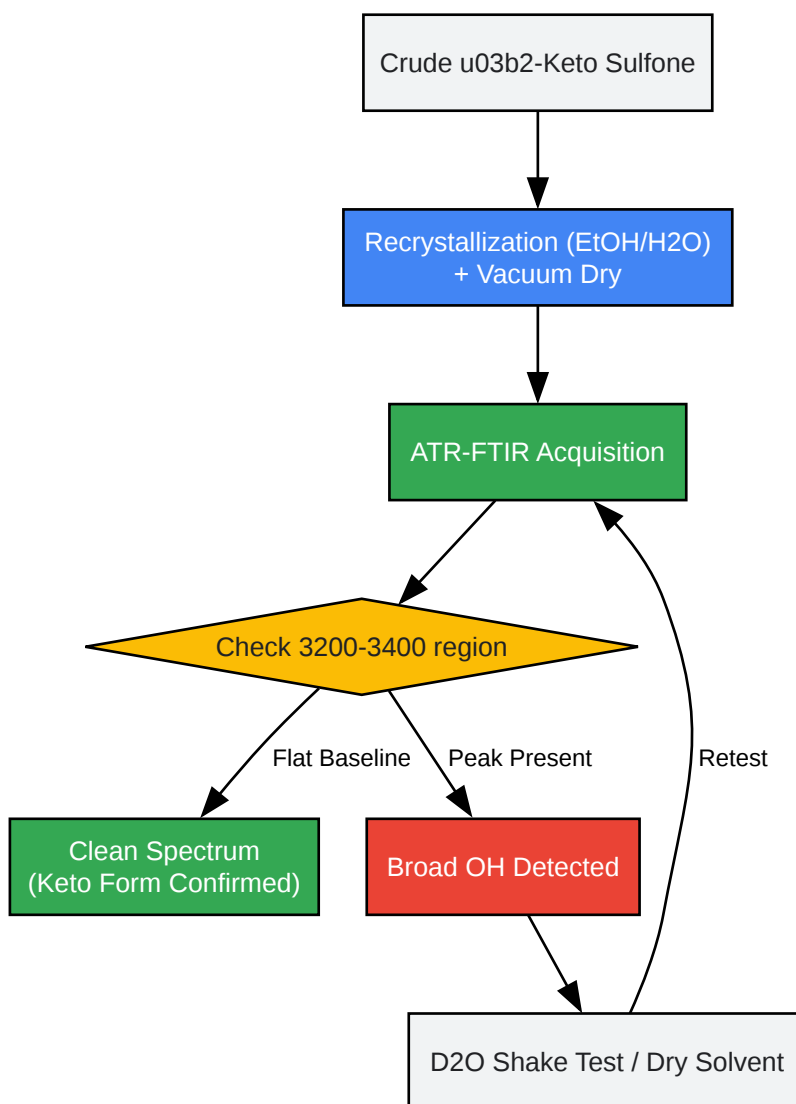 Crude u03b2-Keto Sulfone
Recrystallization (EtOH/H2O)
+ Vacuum Dry
ATR-FTIR Acquisition
Check 3200-3400 region
Flat Baseline
Peak Present
Retest
Clean Spectrum
(Keto Form Confirmed)
Broad OH Detected
D2O Shake Test / Dry Solvent